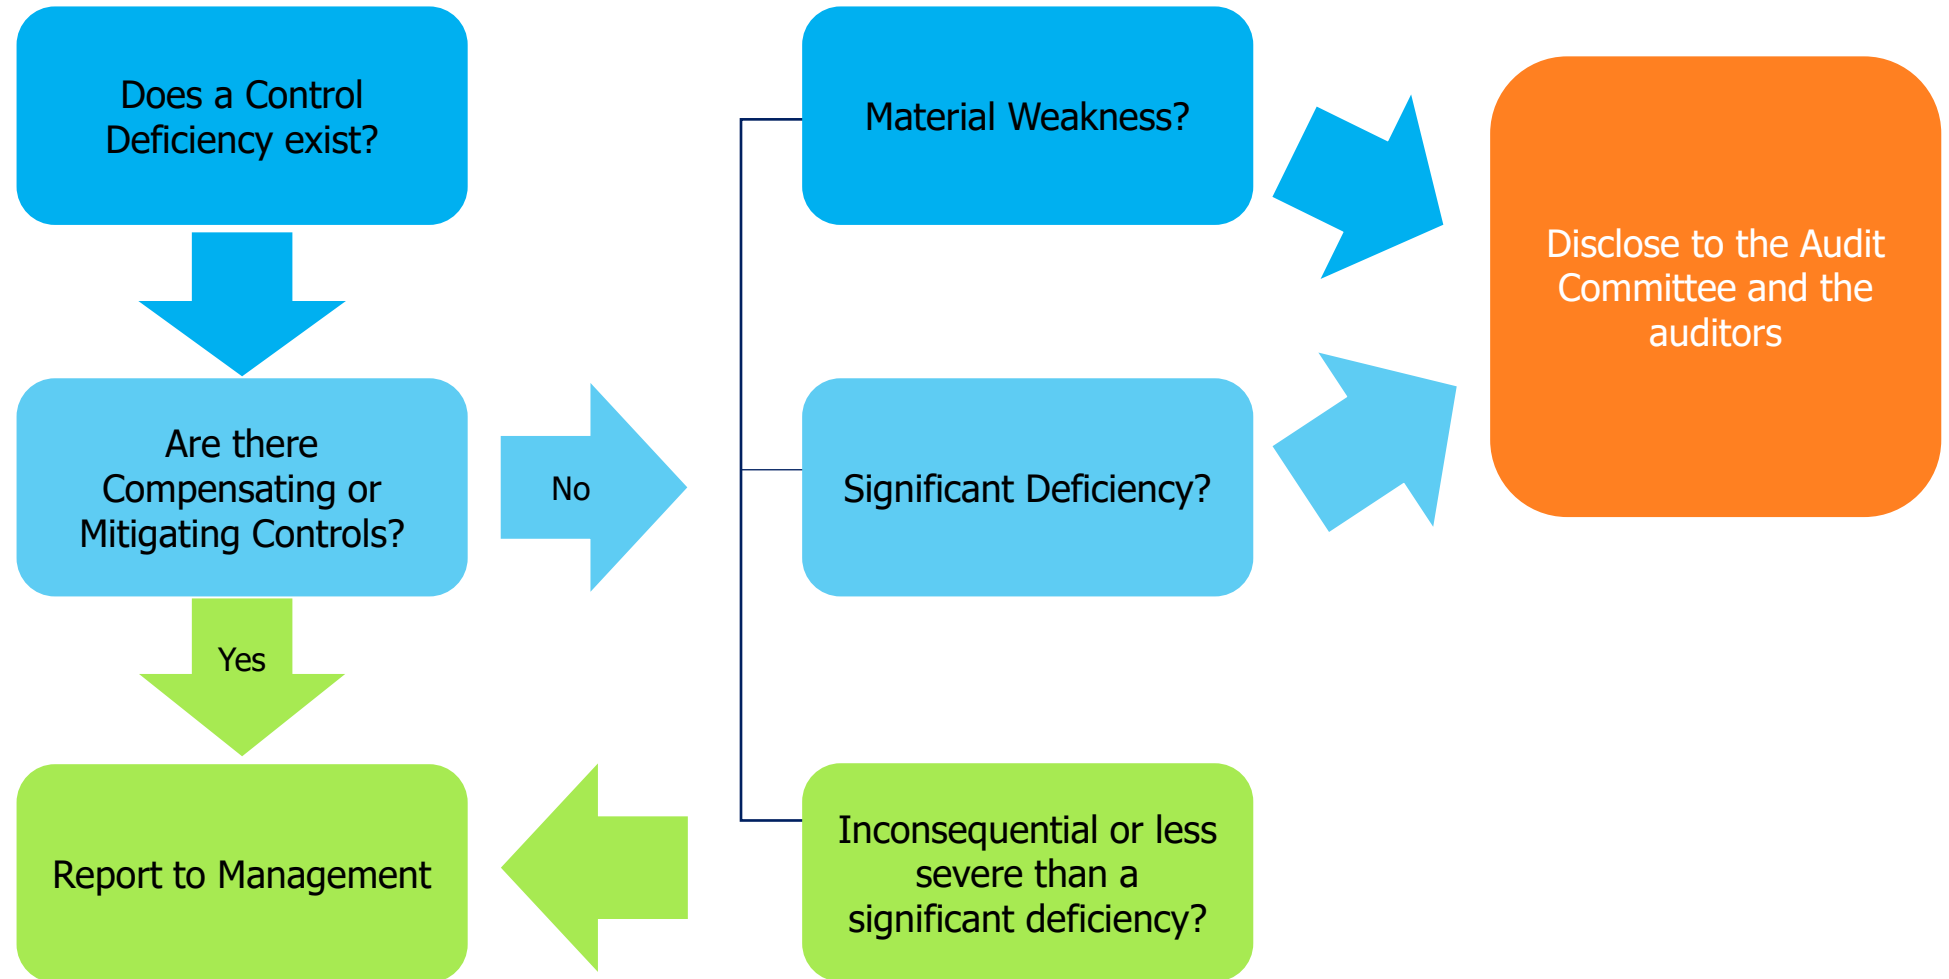 Does a Control
Deficiency exist?
Material Weakness?
Disclose to the Audit
Committee and the
auditors
Are there
Compensating or
Mitigating Controls?
No
Significant Deficiency?
Yes
Report to Management
Inconsequential or less
severe than a
significant deficiency?